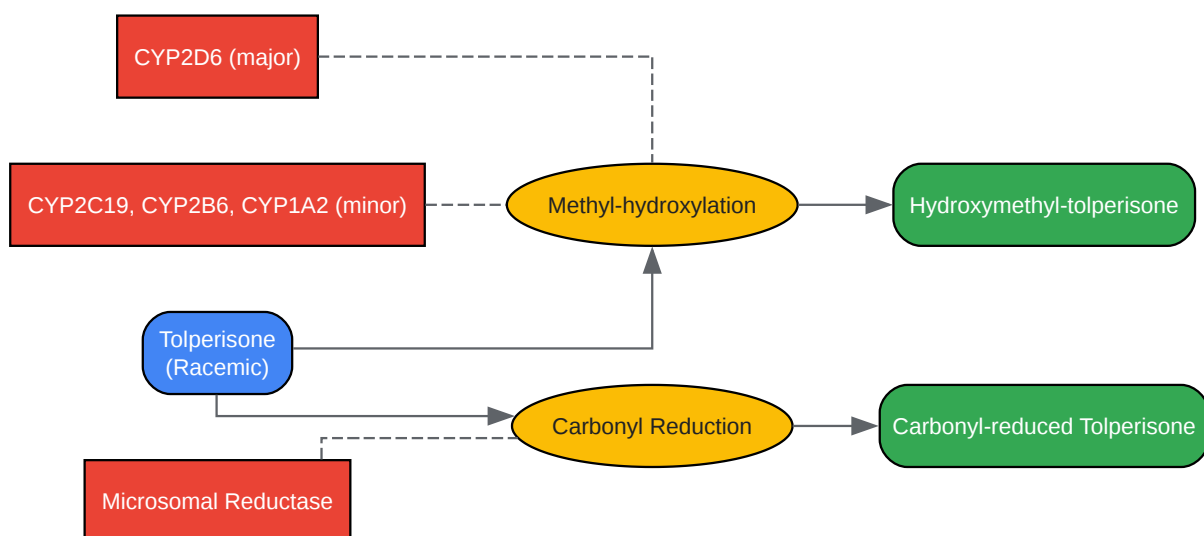 CYP2D6 (major)
CYP2C19, CYP2B6, CYP1A2 (minor)
Methyl-hydroxylation
Hydroxymethyl-tolperisone
Tolperisone
(Racemic)
Carbonyl Reduction
Carbonyl-reduced Tolperisone
Microsomal Reductase